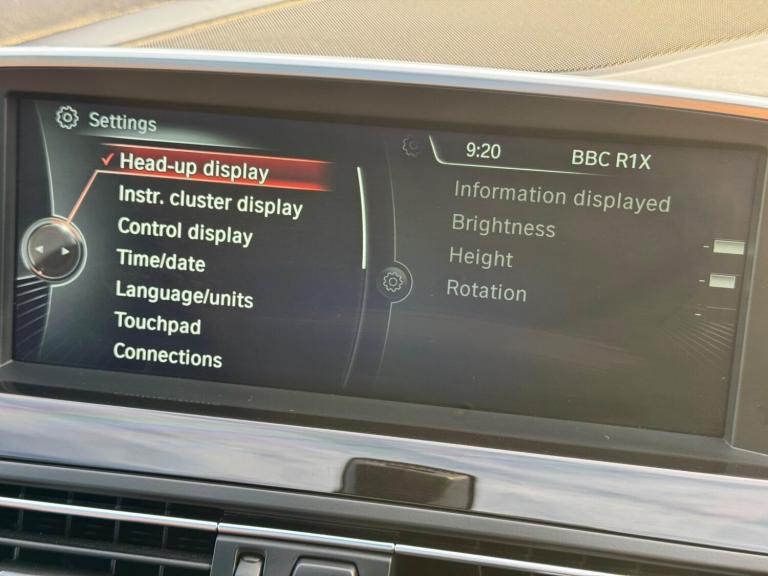 Settings
✓ Head-up display
Instr. cluster display
Control display
Time/date
Language/units
Touchpad
Connections
9:20 BBC R1X
Information displayed
Brightness
Height
Rotation